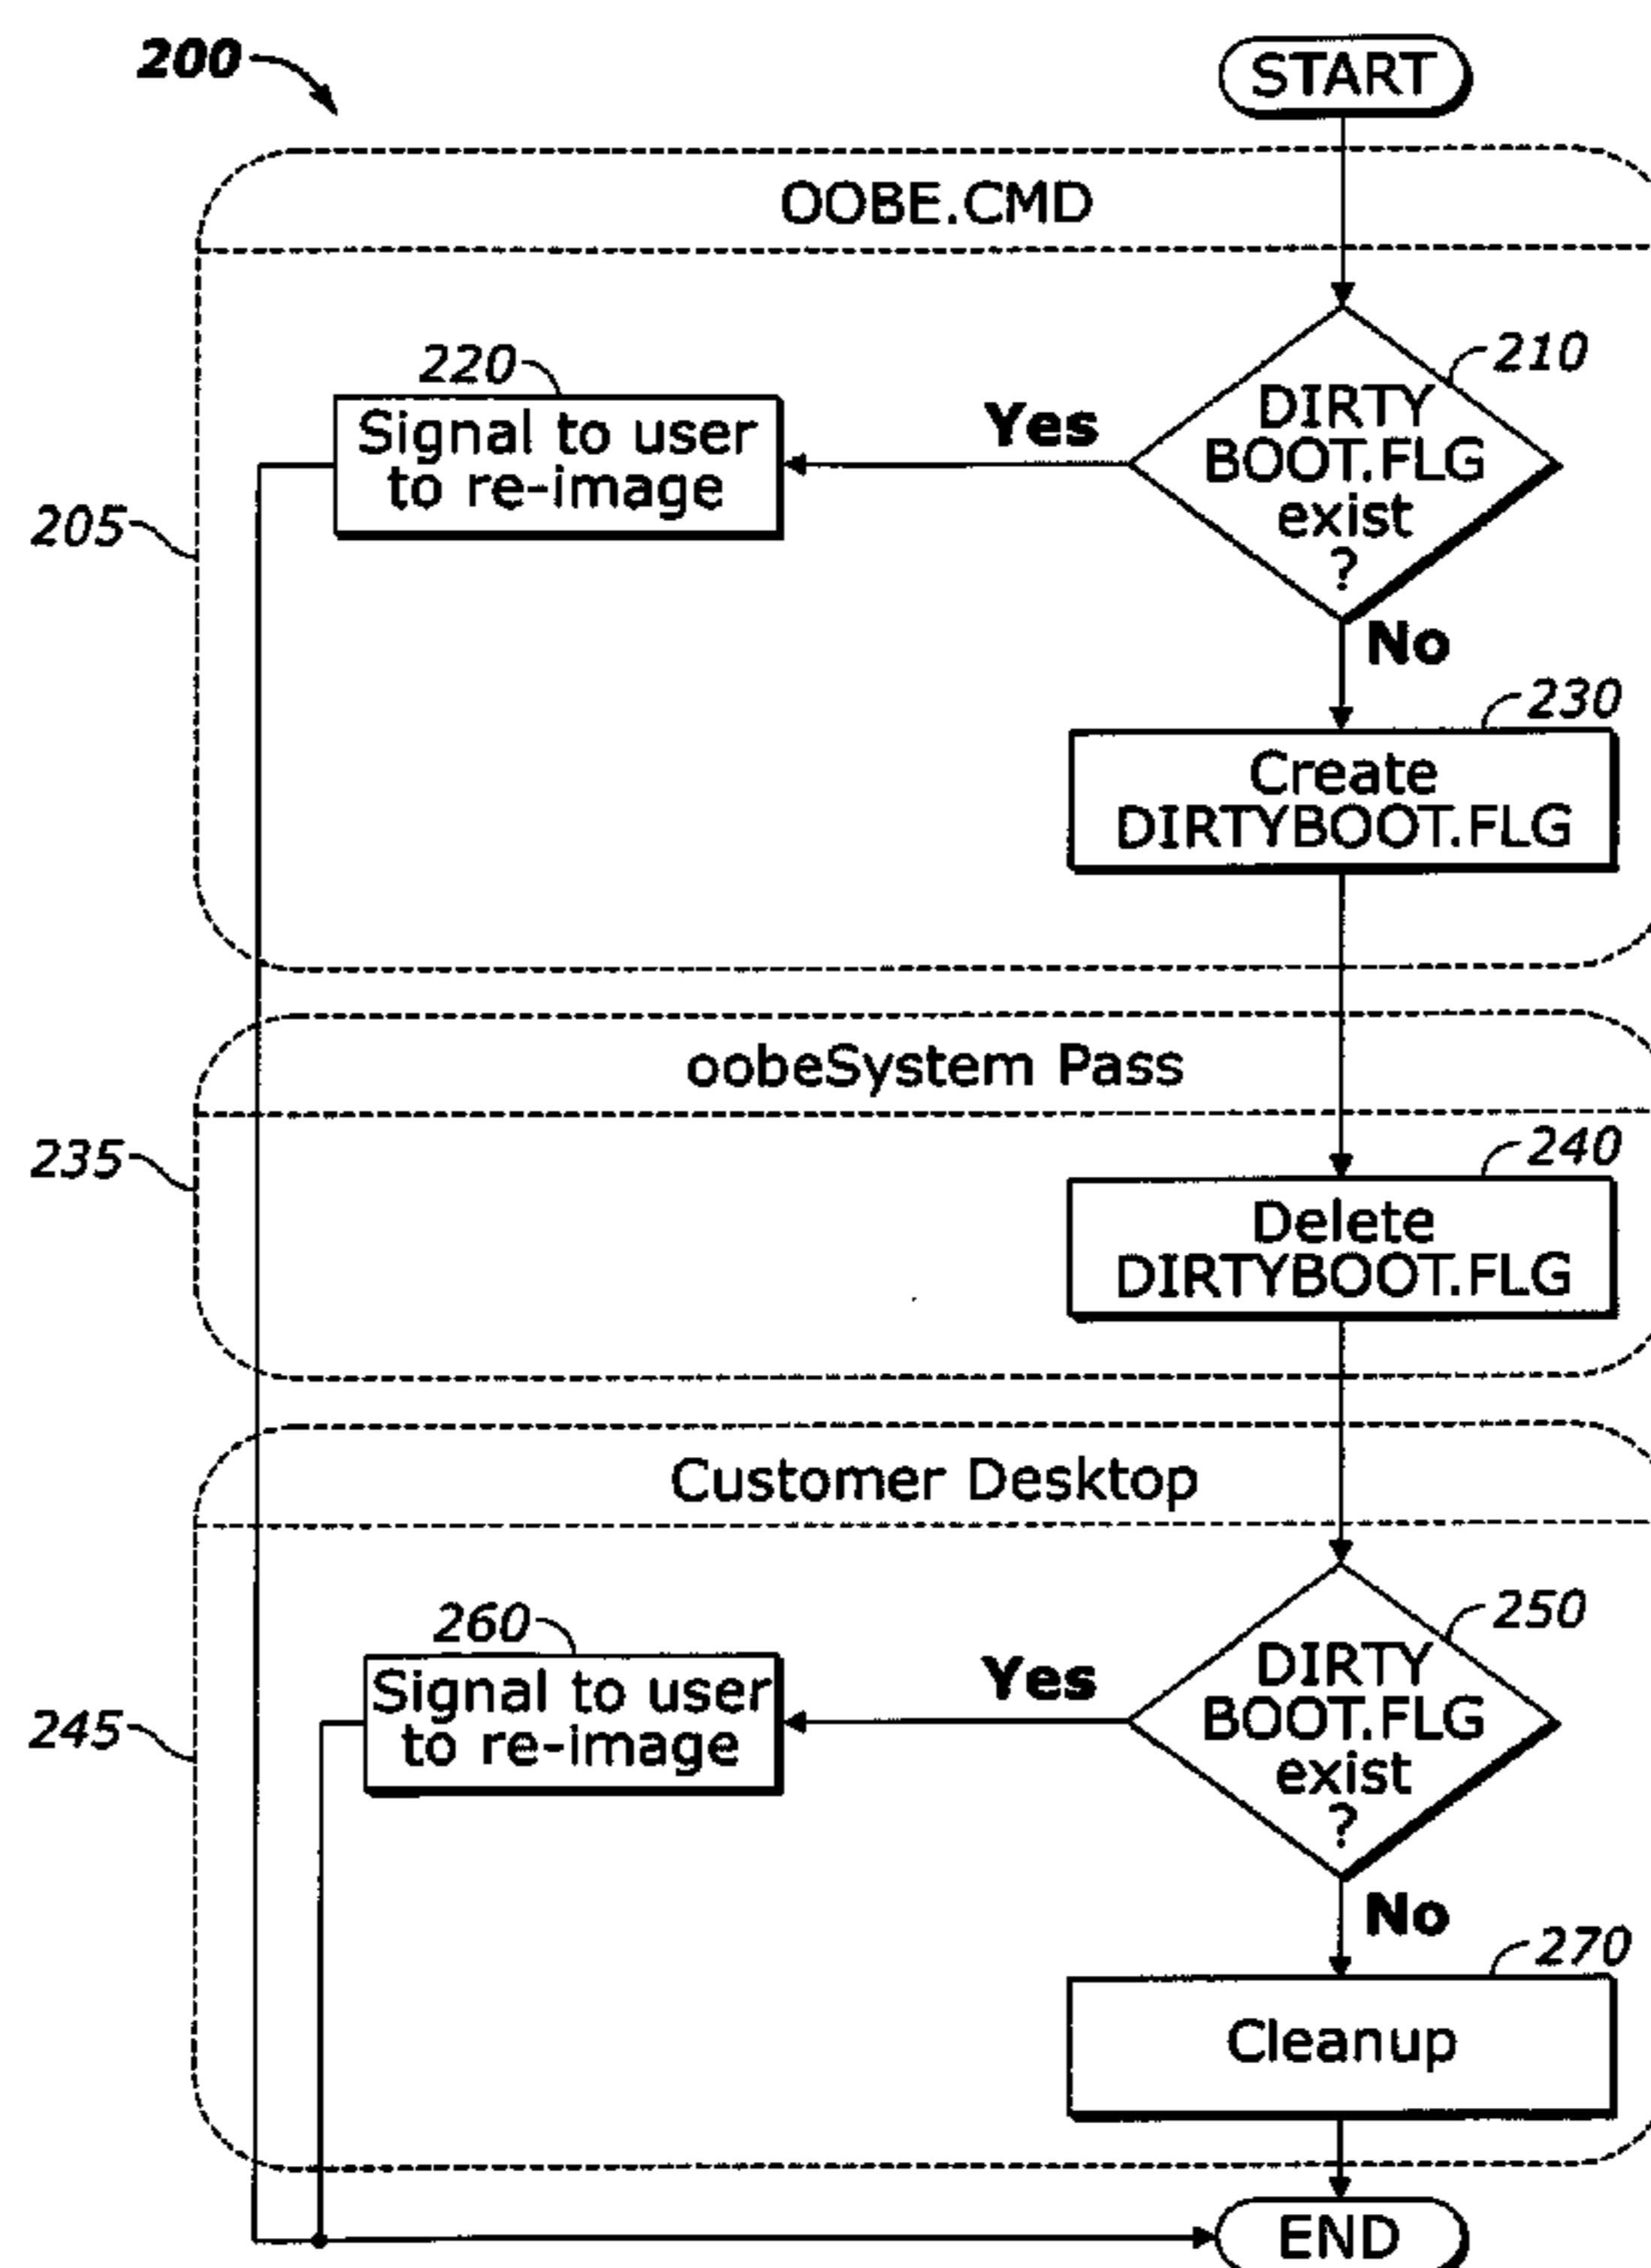 200
START
OOBE.CMD
210
220
DIRTY
BOOT.FLG
exist
?
Yes
Signal to user
to re-image
205
No
230
Create
DIRTYBOOT.FLG
oobeSystem Pass
235
240
Delete
DIRTYBOOT.FLG
Customer Desktop
250
260
DIRTY
BOOT.FLG
exist
?
Yes
Signal to user
to re-image
245
No
270
Cleanup
END